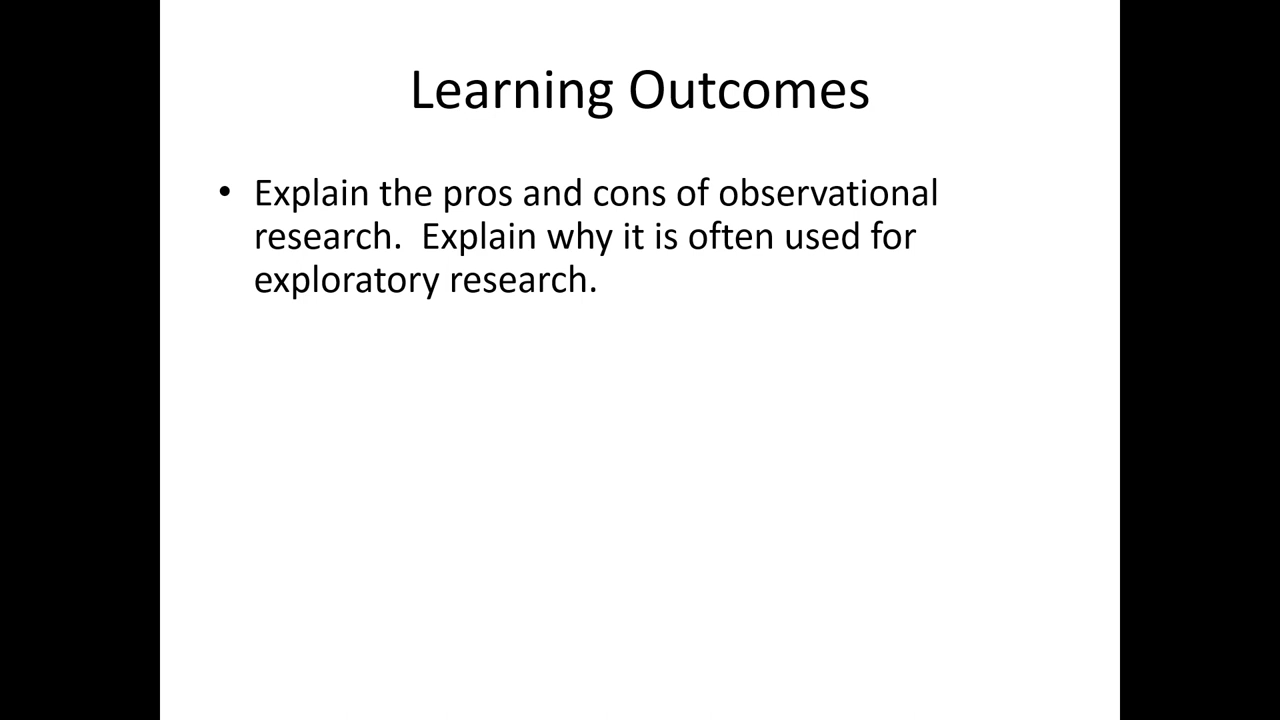 Learning Outcomes
• Explain the pros and cons of observational
research.  Explain why it is often used for
exploratory research.